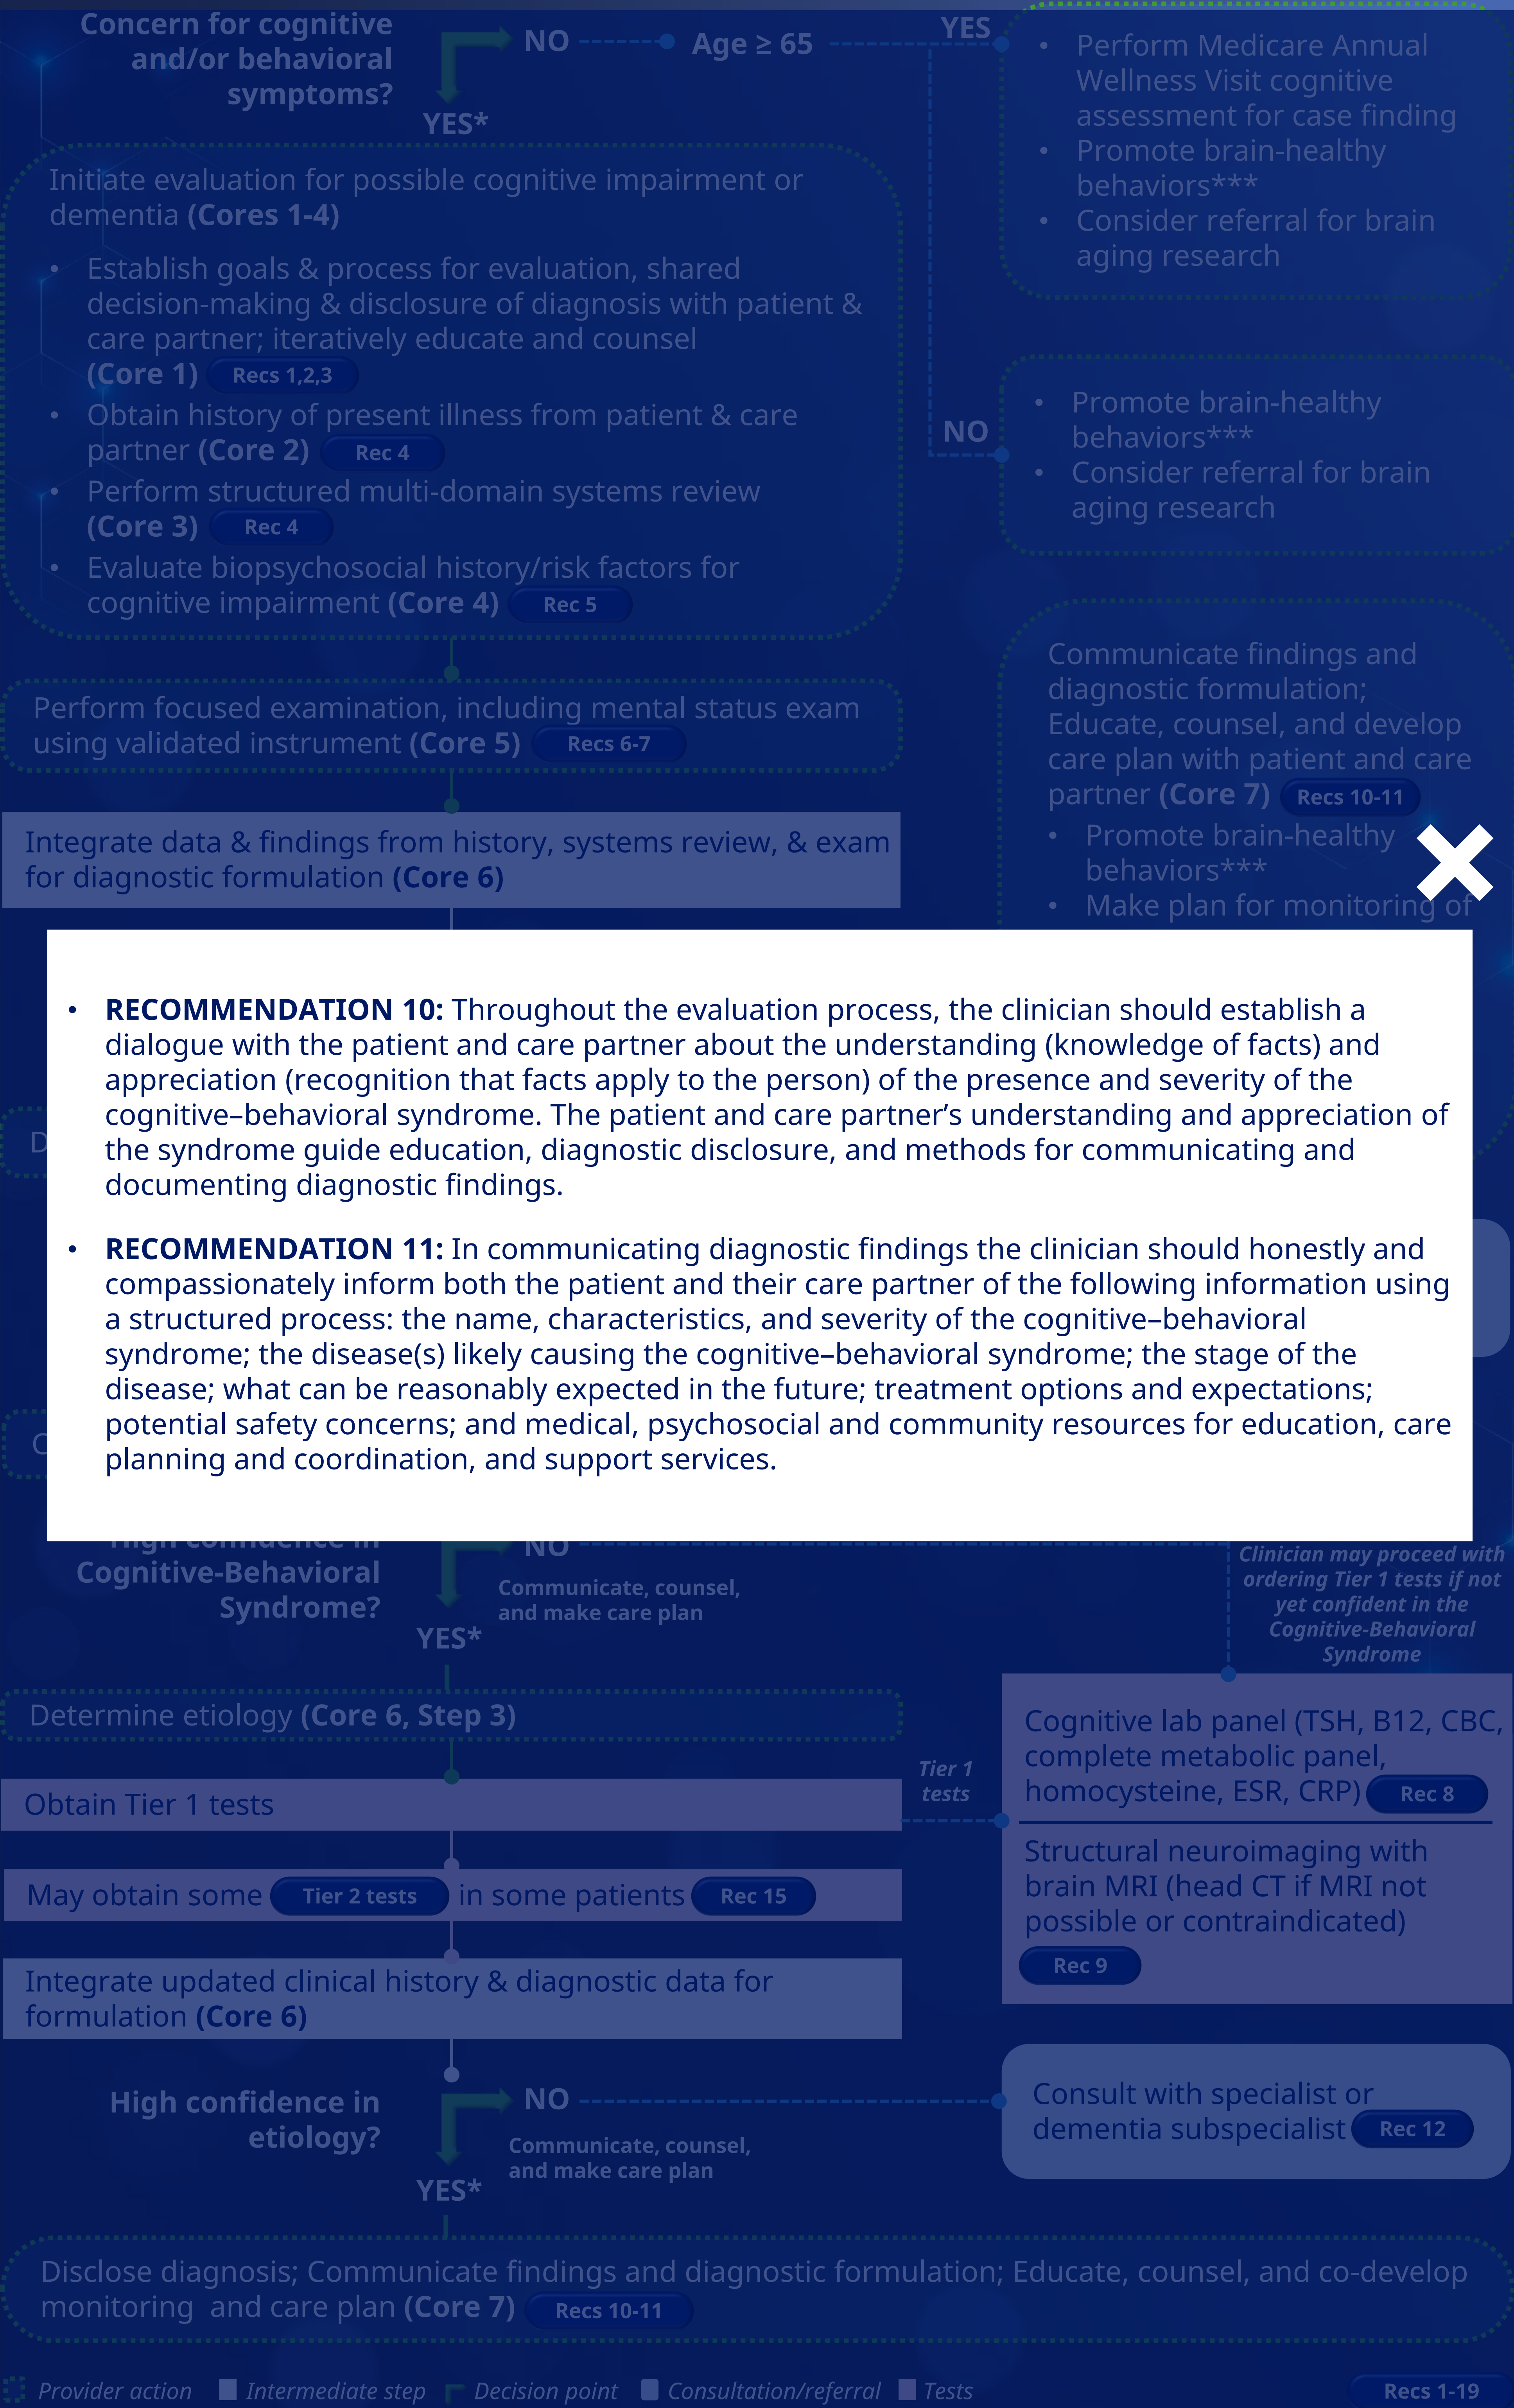 Concern for cognitive
and/or behavioral
symptoms?
NO
Age ≥ 65
YES
YES*
• Perform Medicare Annual
Wellness Visit cognitive
assessment for case finding
• Promote brain-healthy
behaviors***
• Consider referral for brain
aging research
Initiate evaluation for possible cognitive impairment or
dementia (Cores 1-4)
• Establish goals & process for evaluation, shared
decision-making & disclosure of diagnosis with patient &
care partner; iteratively educate and counsel
(Core 1) Recs 1,2,3
• Obtain history of present illness from patient & care
partner (Core 2) Rec 4
• Perform structured multi-domain systems review
(Core 3) Rec 4
• Evaluate biopsychosocial history/risk factors for
cognitive impairment (Core 4) Rec 5
NO
• Promote brain-healthy
behaviors***
• Consider referral for brain
aging research
Perform focused examination, including mental status exam
using validated instrument (Core 5) Recs 6-7
Communicate findings and
diagnostic formulation;
Educate, counsel, and develop
care plan with patient and care
partner (Core 7) Recs 10-11
• Promote brain-healthy
behaviors***
• Make plan for monitoring of
Integrate data & findings from history, systems review, & exam
for diagnostic formulation (Core 6)
• RECOMMENDATION 10: Throughout the evaluation process, the clinician should establish a
dialogue with the patient and care partner about the understanding (knowledge of facts) and
appreciation (recognition that facts apply to the person) of the presence and severity of the
cognitive–behavioral syndrome. The patient and care partner’s understanding and appreciation of
the syndrome guide education, diagnostic disclosure, and methods for communicating and
documenting diagnostic findings.
• RECOMMENDATION 11: In communicating diagnostic findings the clinician should honestly and
compassionately inform both the patient and their care partner of the following information using
a structured process: the name, characteristics, and severity of the cognitive–behavioral
syndrome; the disease(s) likely causing the cognitive–behavioral syndrome; the stage of the
disease; what can be reasonably expected in the future; treatment options and expectations;
potential safety concerns; and medical, psychosocial and community resources for education, care
planning and coordination, and support services.
High confidence in
Cognitive-Behavioral
Syndrome?
NO
Communicate, counsel,
and make care plan
YES*
Clinician may proceed with
ordering Tier 1 tests if not
yet confident in the
Cognitive-Behavioral
Syndrome
Determine etiology (Core 6, Step 3)
Obtain Tier 1 tests
Tier 1
tests
Cognitive lab panel (TSH, B12, CBC,
complete metabolic panel,
homocysteine, ESR, CRP) Rec 8
Structural neuroimaging with
brain MRI (head CT if MRI not
possible or contraindicated)
Rec 9
May obtain some Tier 2 tests in some patients Rec 15
Integrate updated clinical history & diagnostic data for
formulation (Core 6)
High confidence in
etiology?
NO
Communicate, counsel,
and make care plan
YES*
Consult with specialist or
dementia subspecialist Rec 12
Disclose diagnosis; Communicate findings and diagnostic formulation; Educate, counsel, and co-develop
monitoring and care plan (Core 7) Recs 10-11
Provider action Intermediate step Decision point Consultation/referral Tests Recs 1-19